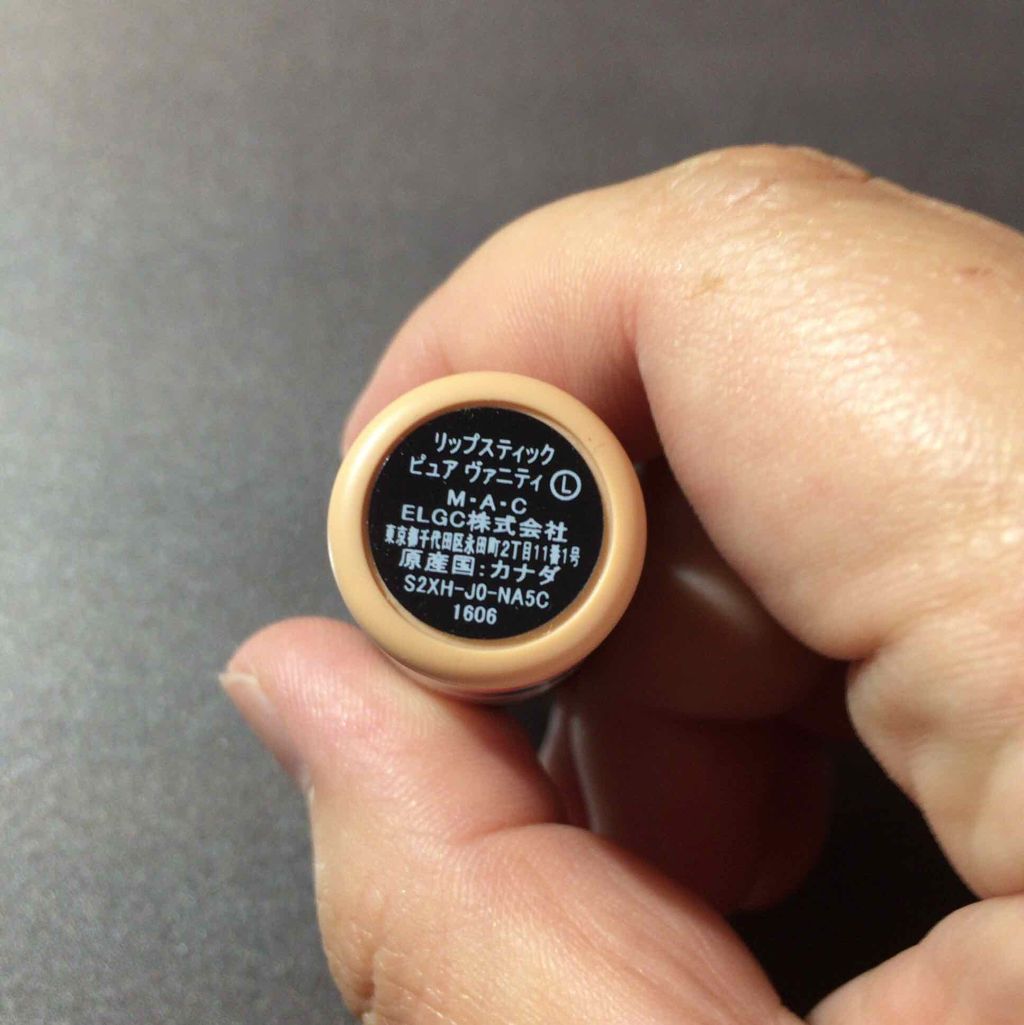 リップスティック
ピュア ヴァニティ Ⓛ
M・A・C
ELGC株式会社
東京都千代田区永田町2丁目11番1号
原産国:カナダ
S2XH-J0-NA5C
1606